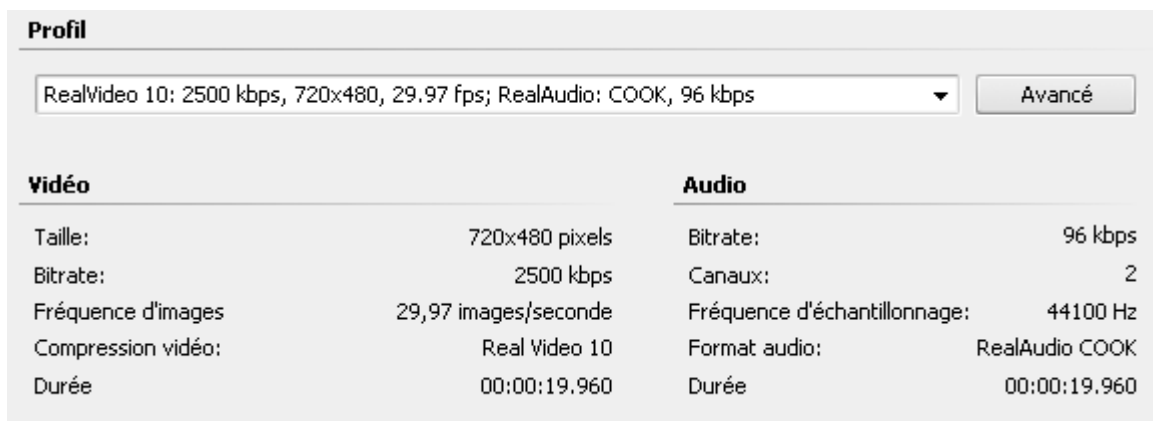 Profil
RealVideo 10: 2500 kbps, 720x480, 29.97 fps; RealAudio: COOK, 96 kbps
Avancé
Vidéo
Taille: 720x480 pixels
Bitrate: 2500 kbps
Fréquence d'images 29,97 images/seconde
Compression vidéo: Real Video 10
Durée 00:00:19.960
Audio
Bitrate: 96 kbps
Canaux: 2
Fréquence d'échantillonnage: 44100 Hz
Format audio: RealAudio COOK
Durée 00:00:19.960